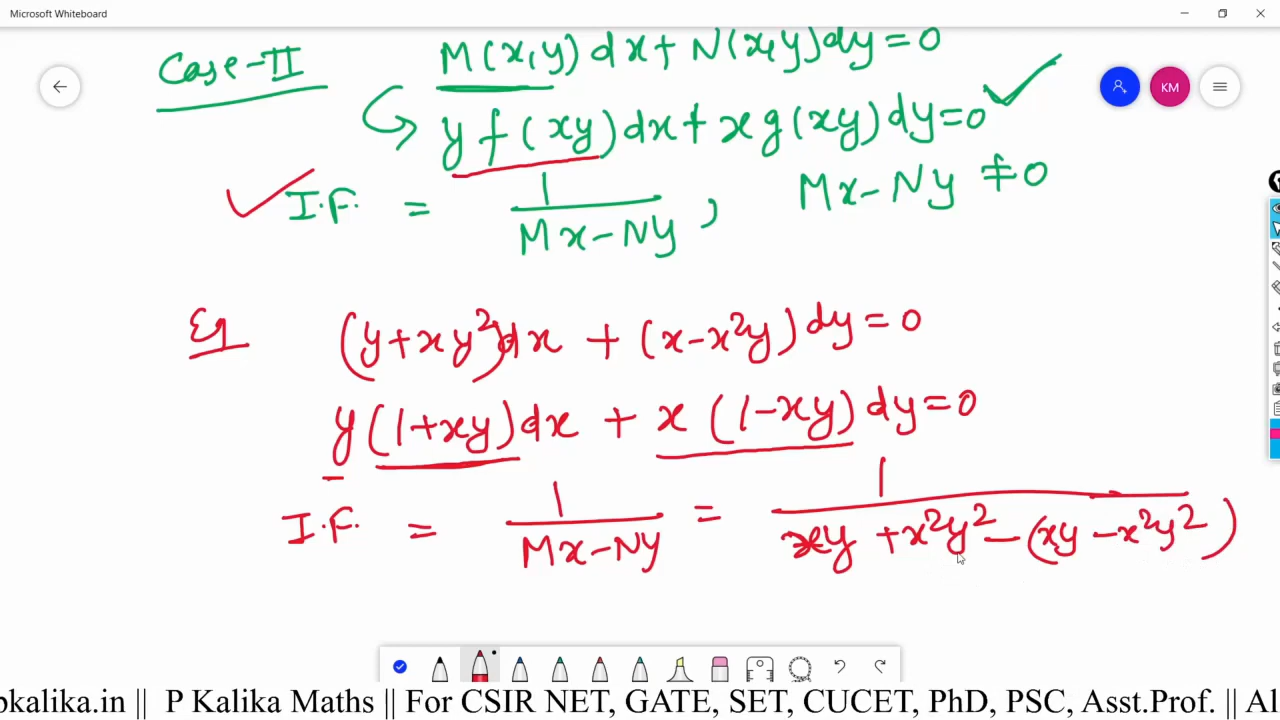 Microsoft Whiteboard
Case-II M(x,y)dx+N(x,y)dy=0
KM
y f(xy)dx+xg(xy)dy=0
I.F. = 1/(Mx-Ny), Mx-Ny ≠0
Eg (y+xy²)dx + (x-x²y)dy=0
y(1+xy)dx + x(1-xy)dy=0
I.F. = 1/(Mx-Ny) = 1/(xy+x²y²-(xy-x²y²))
pkalika.in || P Kalika Maths || For CSIR NET, GATE, SET, CUCET, PhD, PSC, Asst.Prof. || Al